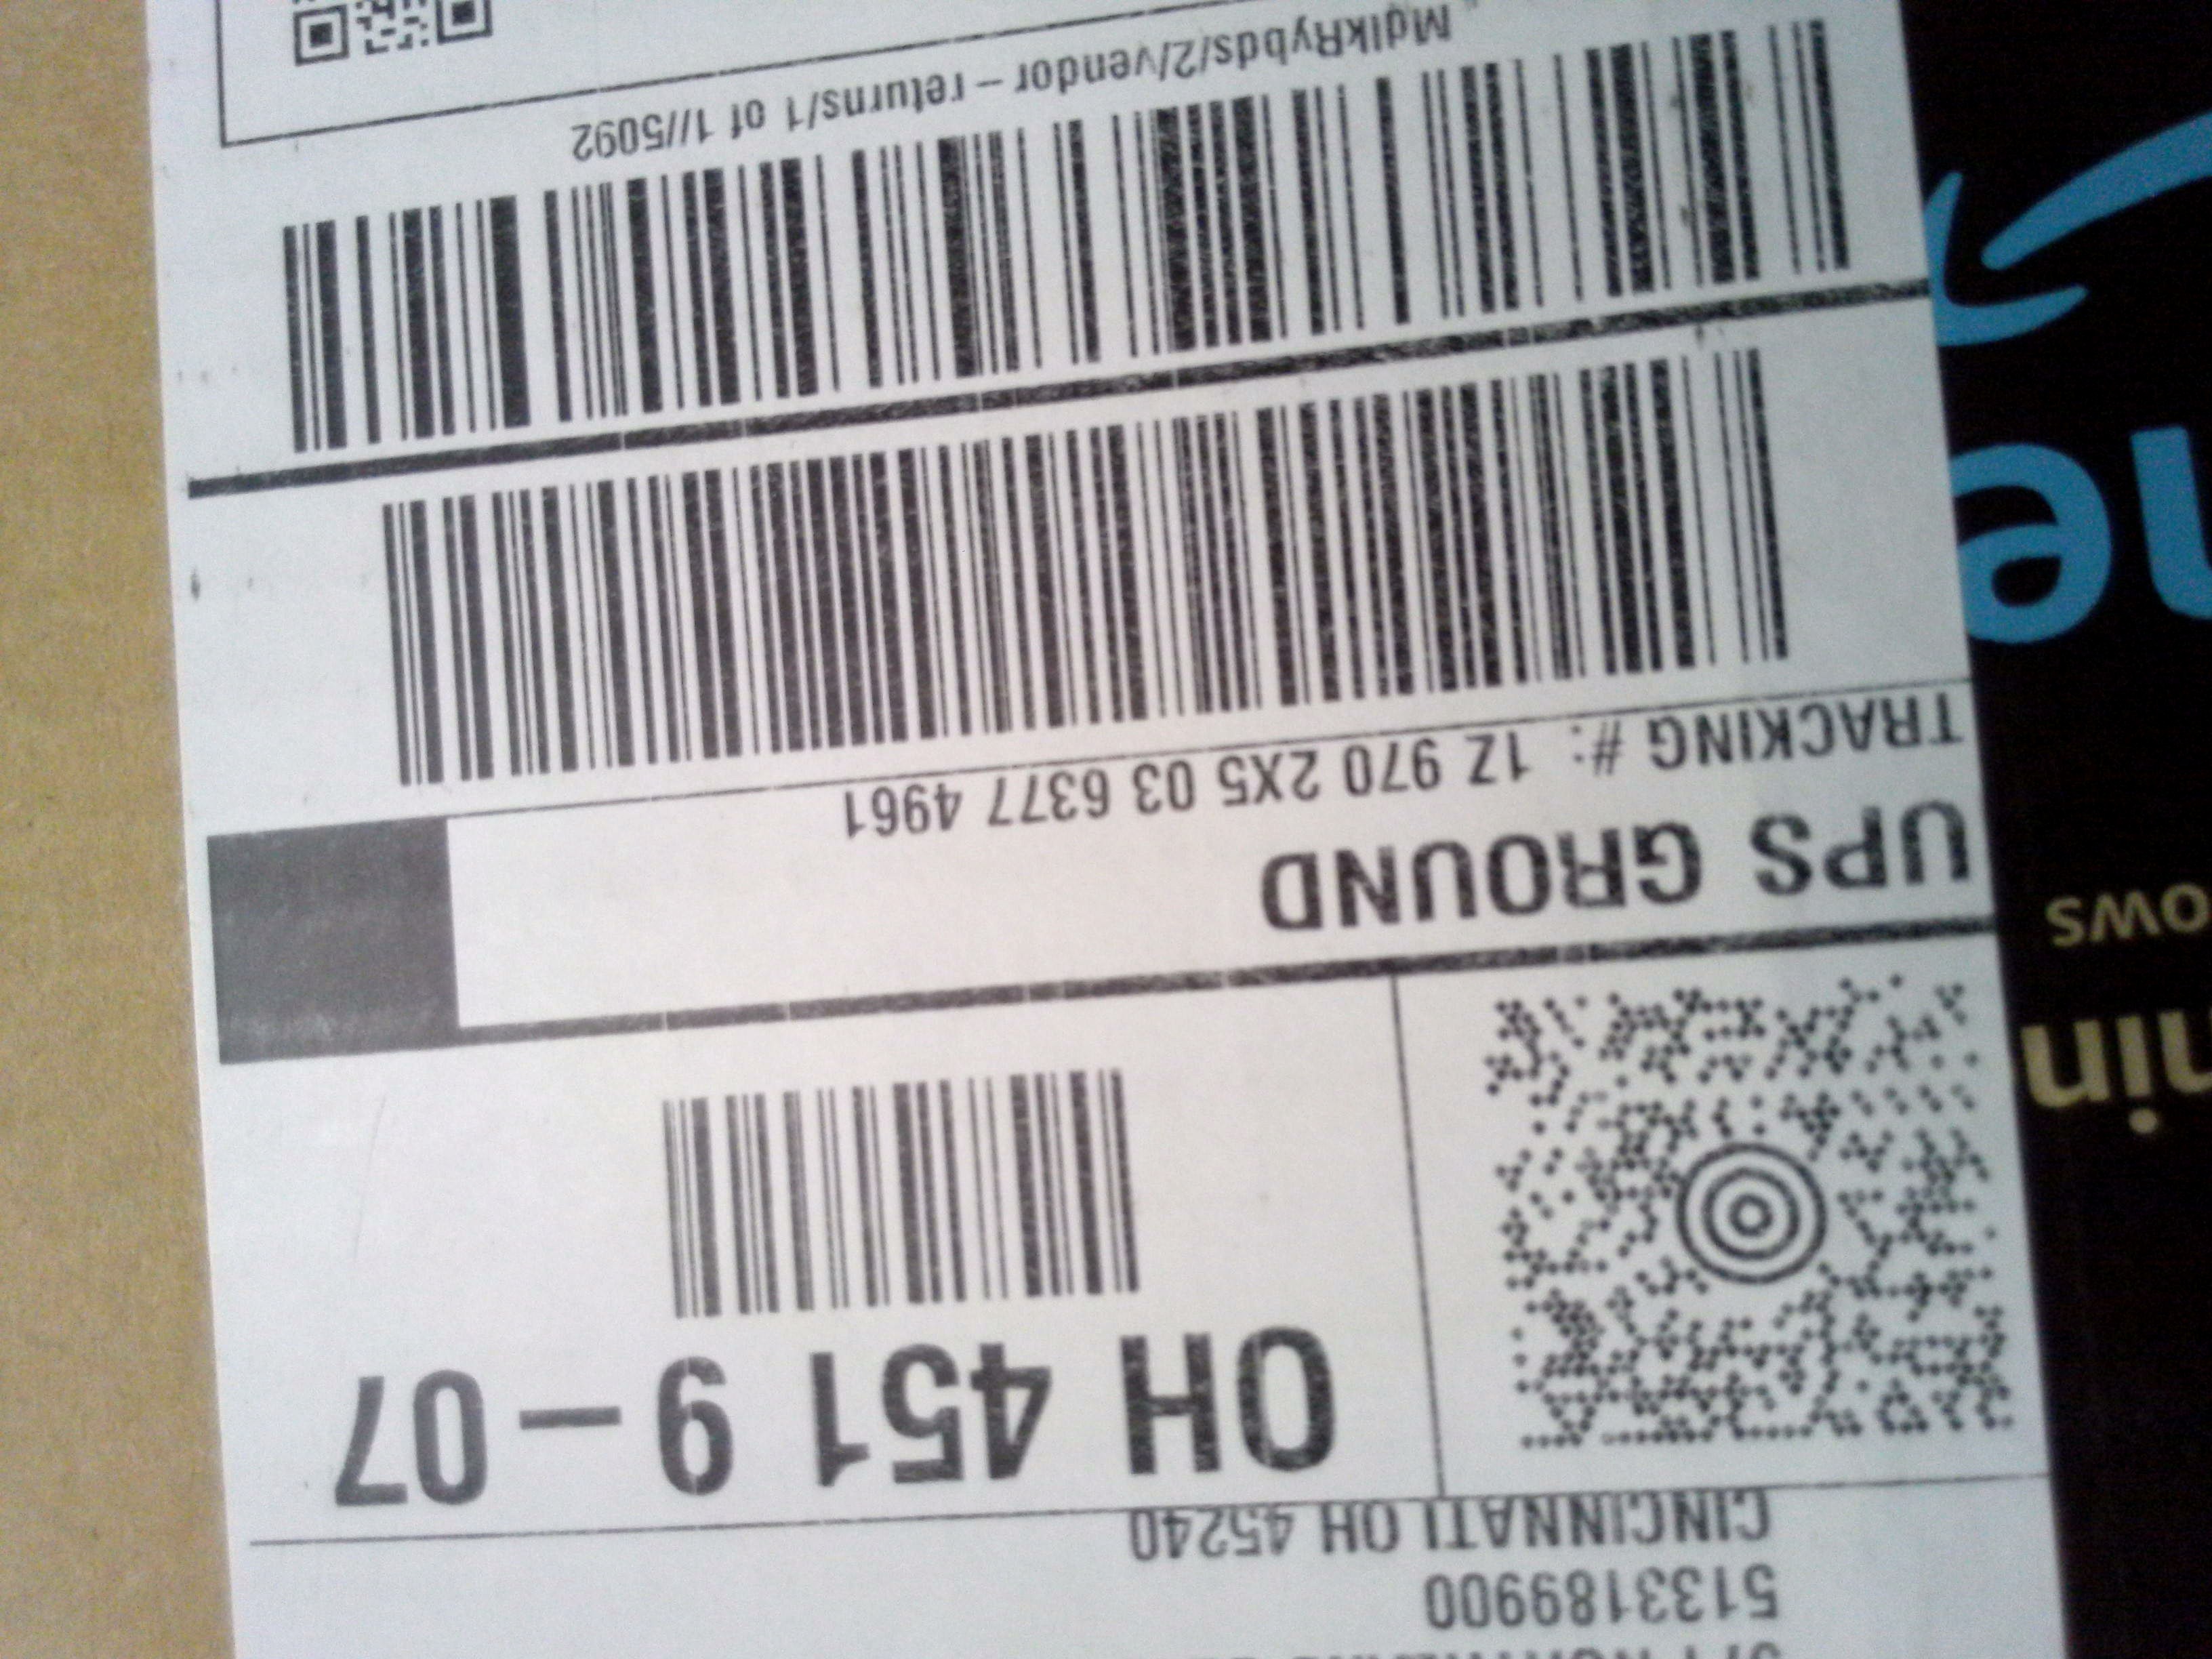 5133189900
CINCINNATI OH 45240
OH 451 9-07
UPS GROUND
TRACKING #: 1Z 970 2X5 03 6377 4961
MdlkRybds/2/vendor-returns/1 of 1//5092